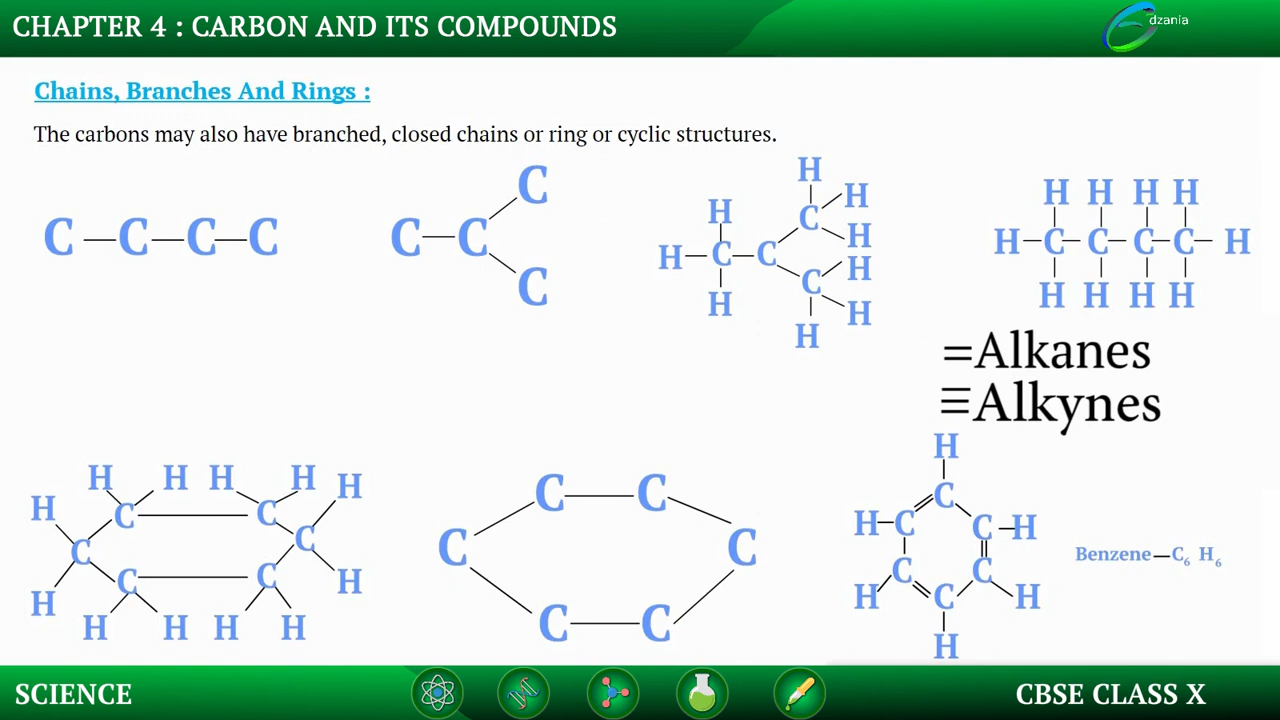 CHAPTER 4 : CARBON AND ITS COMPOUNDS
dzania
Chains, Branches And Rings :
The carbons may also have branched, closed chains or ring or cyclic structures.
C — C — C — C
C
C — C
C
H
H
H
C
H
H
H — C — C
H
C
H
H
H
H H H H
H — C — C — C — C — H
H H H H
=Alkanes
≡Alkynes
H H H H H
H
C C
C C
C C
H H
H H H H
C — C
C C
C — C
H
C
H — C C — H
C C
H C H
H
Benzene — C₆ H₆
SCIENCE
CBSE CLASS X